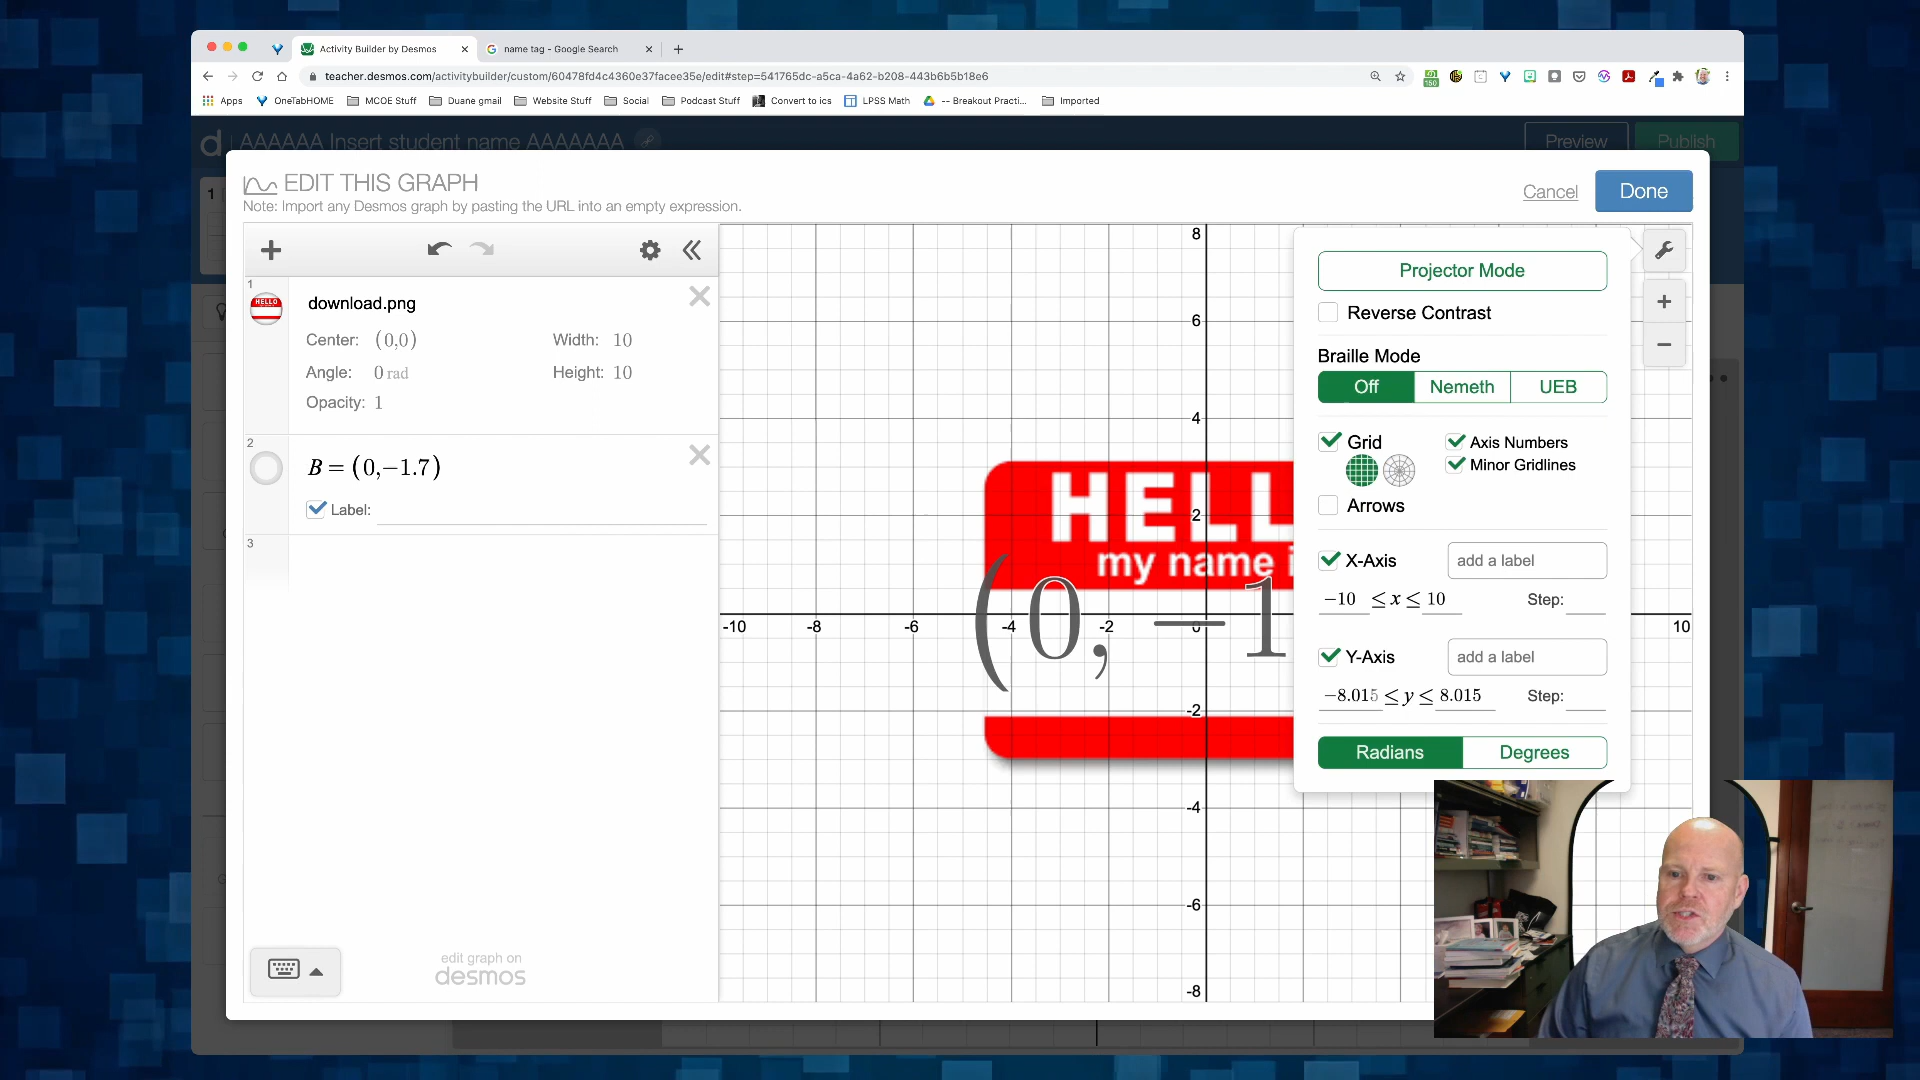 Activity Builder by Desmos
name tag - Google Search
teacher.desmos.com/activitybuilder/custom/60478fd4c4360e37facee35e/edit#step=541765dc-a5ca-4a62-b208-443b6b5b18e6
150
Apps
OneTabHOME
MCOE Stuff
Duane gmail
Website Stuff
Social
Podcast Stuff
Convert to ics
LPSS Math
-- Breakout Practi...
Imported
d
AAAAAA Insert student name AAAAAAA
Preview
Publish
1
EDIT THIS GRAPH
Note: Import any Desmos graph by pasting the URL into an empty expression.
Cancel
Done
1
HELLO
download.png
Center: (0,0)
Width: 10
Angle: 0 rad
Height: 10
Opacity: 1
2
B = (0,−1.7)
Label:
3
edit graph on
desmos
8
6
4
2
-2
-4
-6
-8
-10
-8
-6
-4
-2
0
10
HELL
my name i
(0, −1
Projector Mode
Reverse Contrast
Braille Mode
Off
Nemeth
UEB
Grid
Axis Numbers
Minor Gridlines
Arrows
X-Axis
add a label
−10 ≤ x ≤ 10
Step:
Y-Axis
add a label
−8.015 ≤ y ≤ 8.015
Step:
Radians
Degrees